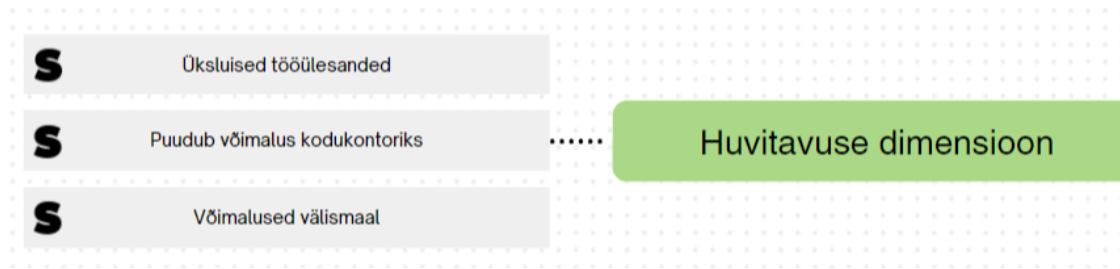 S Üksluised tööülesanded
S Puudub võimalus kodukontoriks
Huvitavuse dimensioon
S Võimalused välismaal